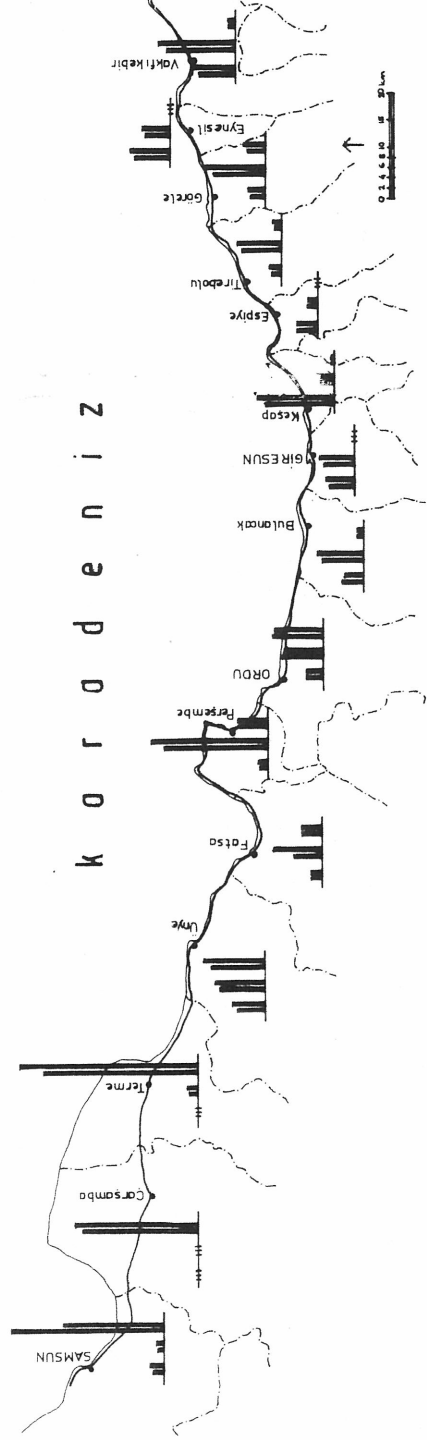 karadeniz
SAMSUN
Çarşamba
Terme
Ünye
Fatsa
Perşembe
ORDU
Bulancak
GİRESUN
Keşap
Espiye
Tirebolu
Görele
Eynesil
Vakfıkebir
0 2 4 6 8 10 15 20 km